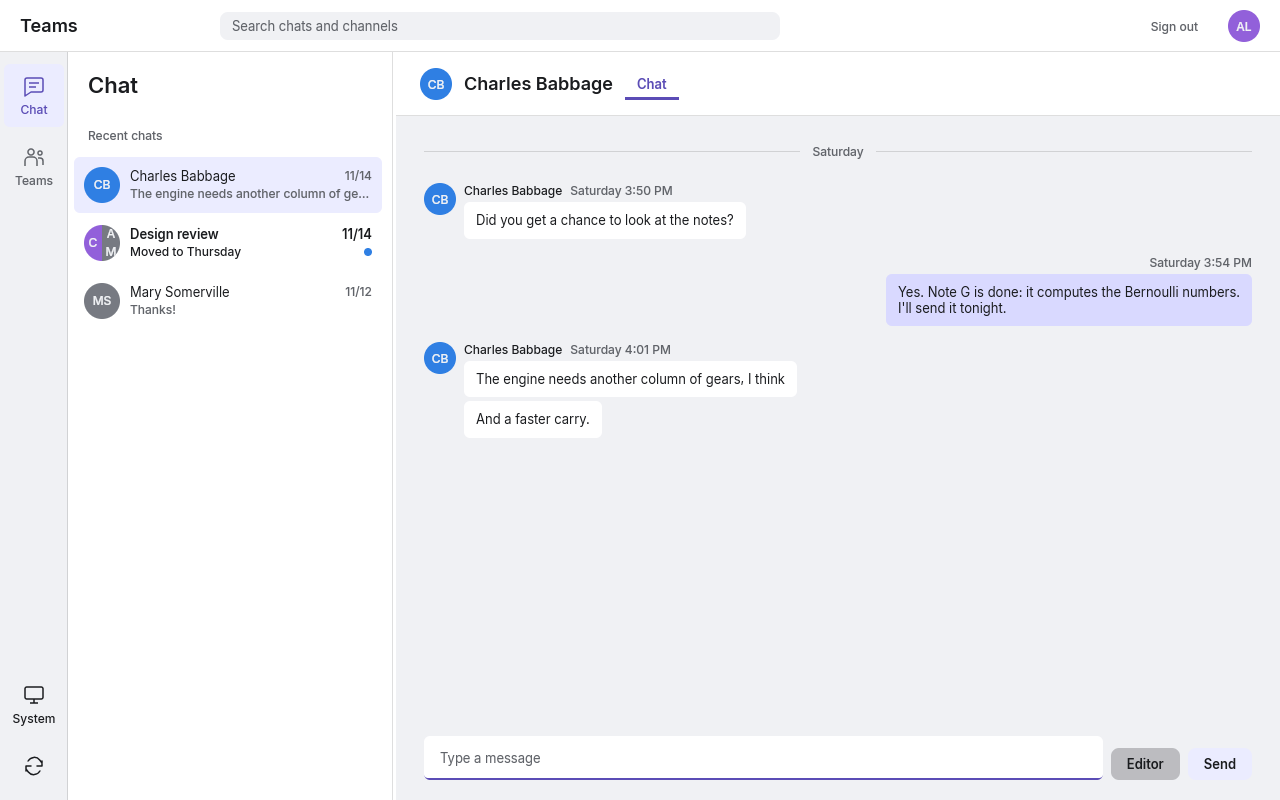 Teams
Search chats and channels
Sign out
AL
Chat
Teams
System
Chat
Recent chats
CB
Charles Babbage
11/14
The engine needs another column of ge...
C
A
M
Design review
11/14
Moved to Thursday
MS
Mary Somerville
11/12
Thanks!
CB
Charles Babbage
Chat
Saturday
CB
Charles Babbage Saturday 3:50 PM
Did you get a chance to look at the notes?
Saturday 3:54 PM
Yes. Note G is done: it computes the Bernoulli numbers.
I'll send it tonight.
CB
Charles Babbage Saturday 4:01 PM
The engine needs another column of gears, I think
And a faster carry.
Type a message
Editor
Send